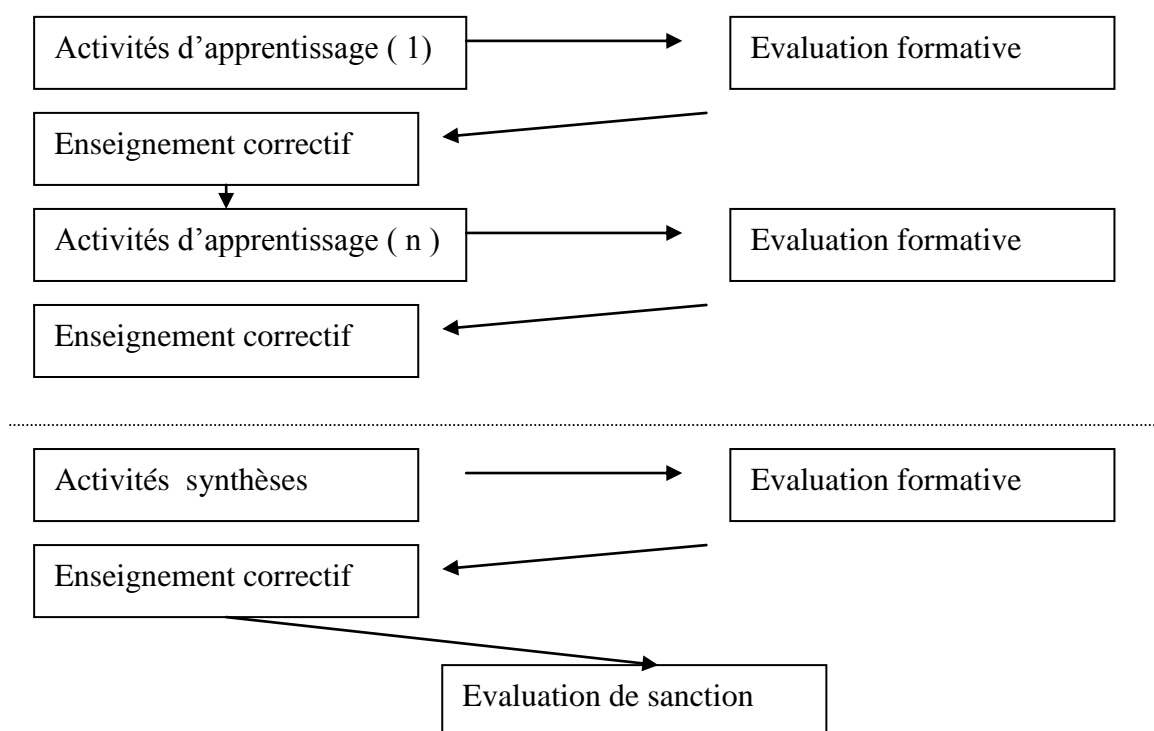 Activités d’apprentissage ( 1)
Evaluation formative
Enseignement correctif
Activités d’apprentissage ( n )
Evaluation formative
Enseignement correctif
Activités  synthèses
Evaluation formative
Enseignement correctif
Evaluation de sanction